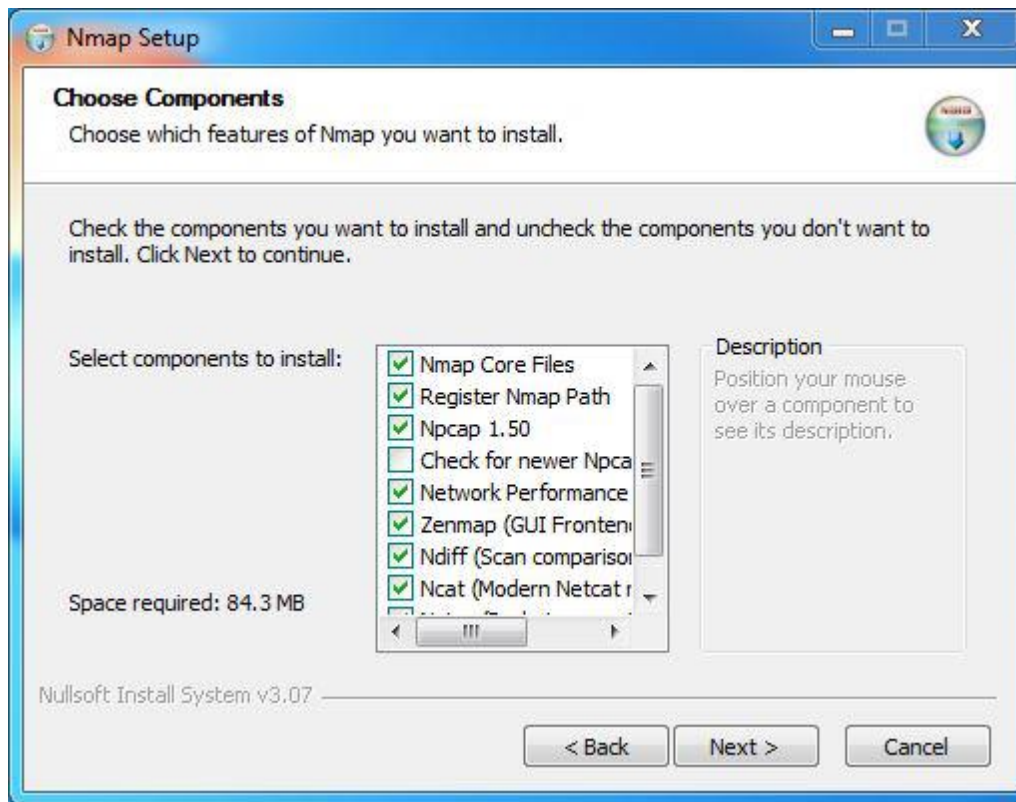 Nmap Setup
Choose Components
Choose which features of Nmap you want to install.
Check the components you want to install and uncheck the components you don't want to
install. Click Next to continue.
Select components to install:
Nmap Core Files
Register Nmap Path
Npcap 1.50
Check for newer Npca
Network Performance
Zenmap (GUI Frontend
Ndiff (Scan comparison
Ncat (Modern Netcat r
Description
Position your mouse
over a component to
see its description.
Space required: 84.3 MB
Nullsoft Install System v3.07
< Back
Next >
Cancel